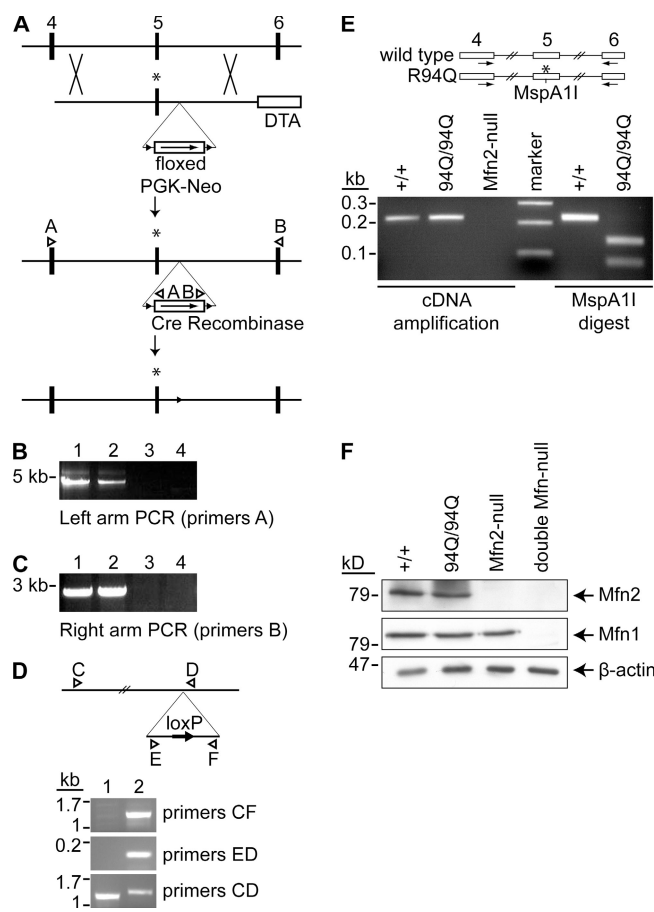 A
4 5 6
*
DTA
floxed
PGK-Neo
*
A B
A B
Cre Recombinase
*
B
1 2 3 4
5 kb
Left arm PCR (primers A)
C
1 2 3 4
3 kb
Right arm PCR (primers B)
D
C D
loxP
E F
kb 1 2
1.7
1
primers CF
0.2
primers ED
1.7
1
primers CD
E
4 5 6
wild type
R94Q *
MspA1I
kb +/+ 94Q/94Q Mfn2-null marker +/+ 94Q/94Q
0.3
0.2
0.1
cDNA amplification
MspA1I digest
F
kD +/+ 94Q/94Q Mfn2-null double Mfn-null
79 Mfn2
79 Mfn1
47 β-actin